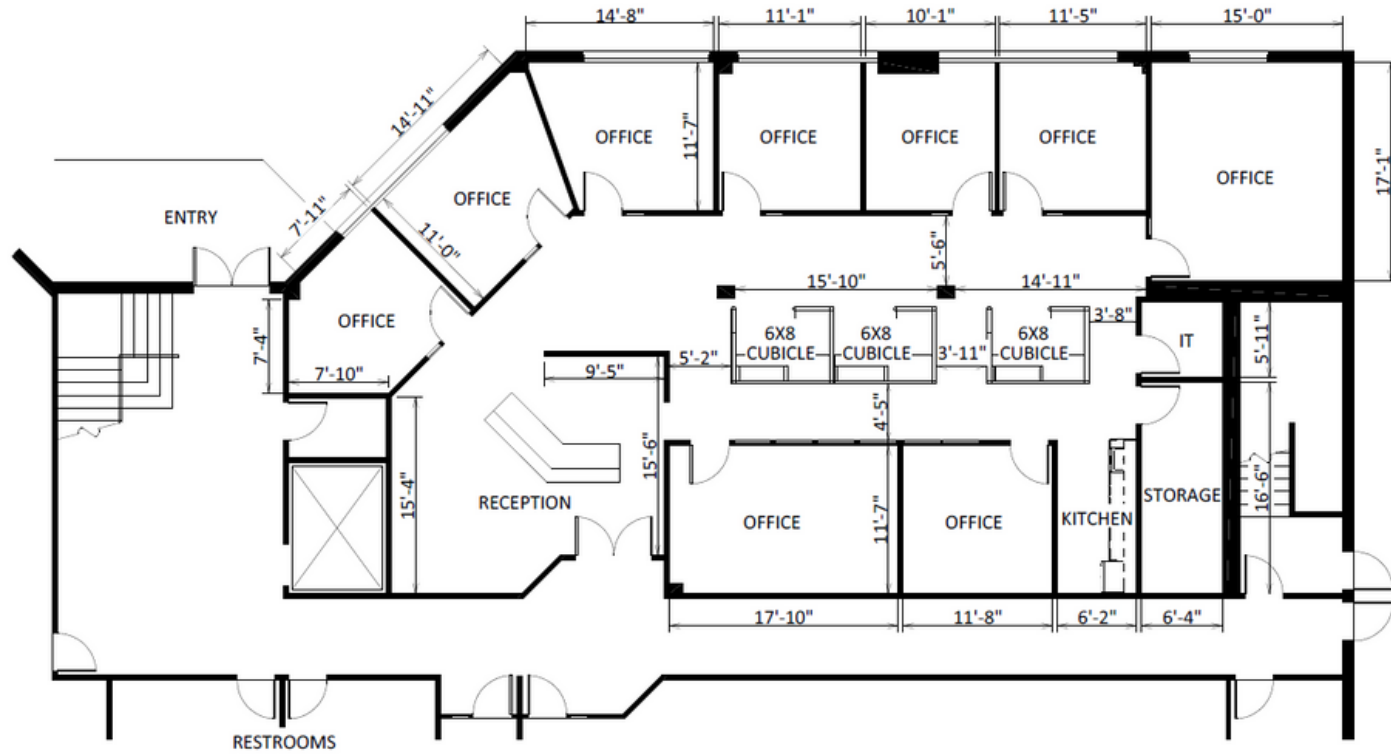 14'-8"
11'-1"
10'-1"
11'-5"
15'-0"
14'-11"
OFFICE
11'-7"
OFFICE
OFFICE
OFFICE
OFFICE
17'-1"
ENTRY
7'-11"
OFFICE
11'-0"
5'-6"
15'-10"
14'-11"
7'-4"
OFFICE
7'-10"
9'-5"
5'-2"
6X8
CUBICLE
6X8
CUBICLE
3'-11"
6X8
CUBICLE
3'-8"
IT
5'-11"
4'-5"
15'-6"
15'-4"
RECEPTION
OFFICE
11'-7"
OFFICE
KITCHEN
STORAGE
16'-6"
17'-10"
11'-8"
6'-2"
6'-4"
RESTROOMS